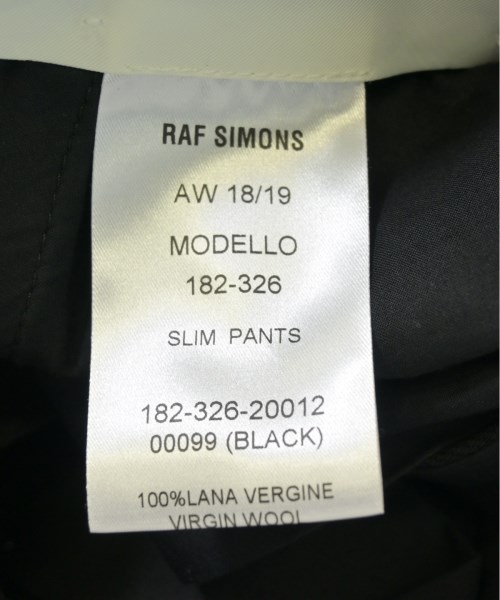 RAF SIMONS
AW 18/19
MODELLO
182-326
SLIM PANTS
182-326-20012
00099 (BLACK)
100%LANA VERGINE
VIRGIN WOOL